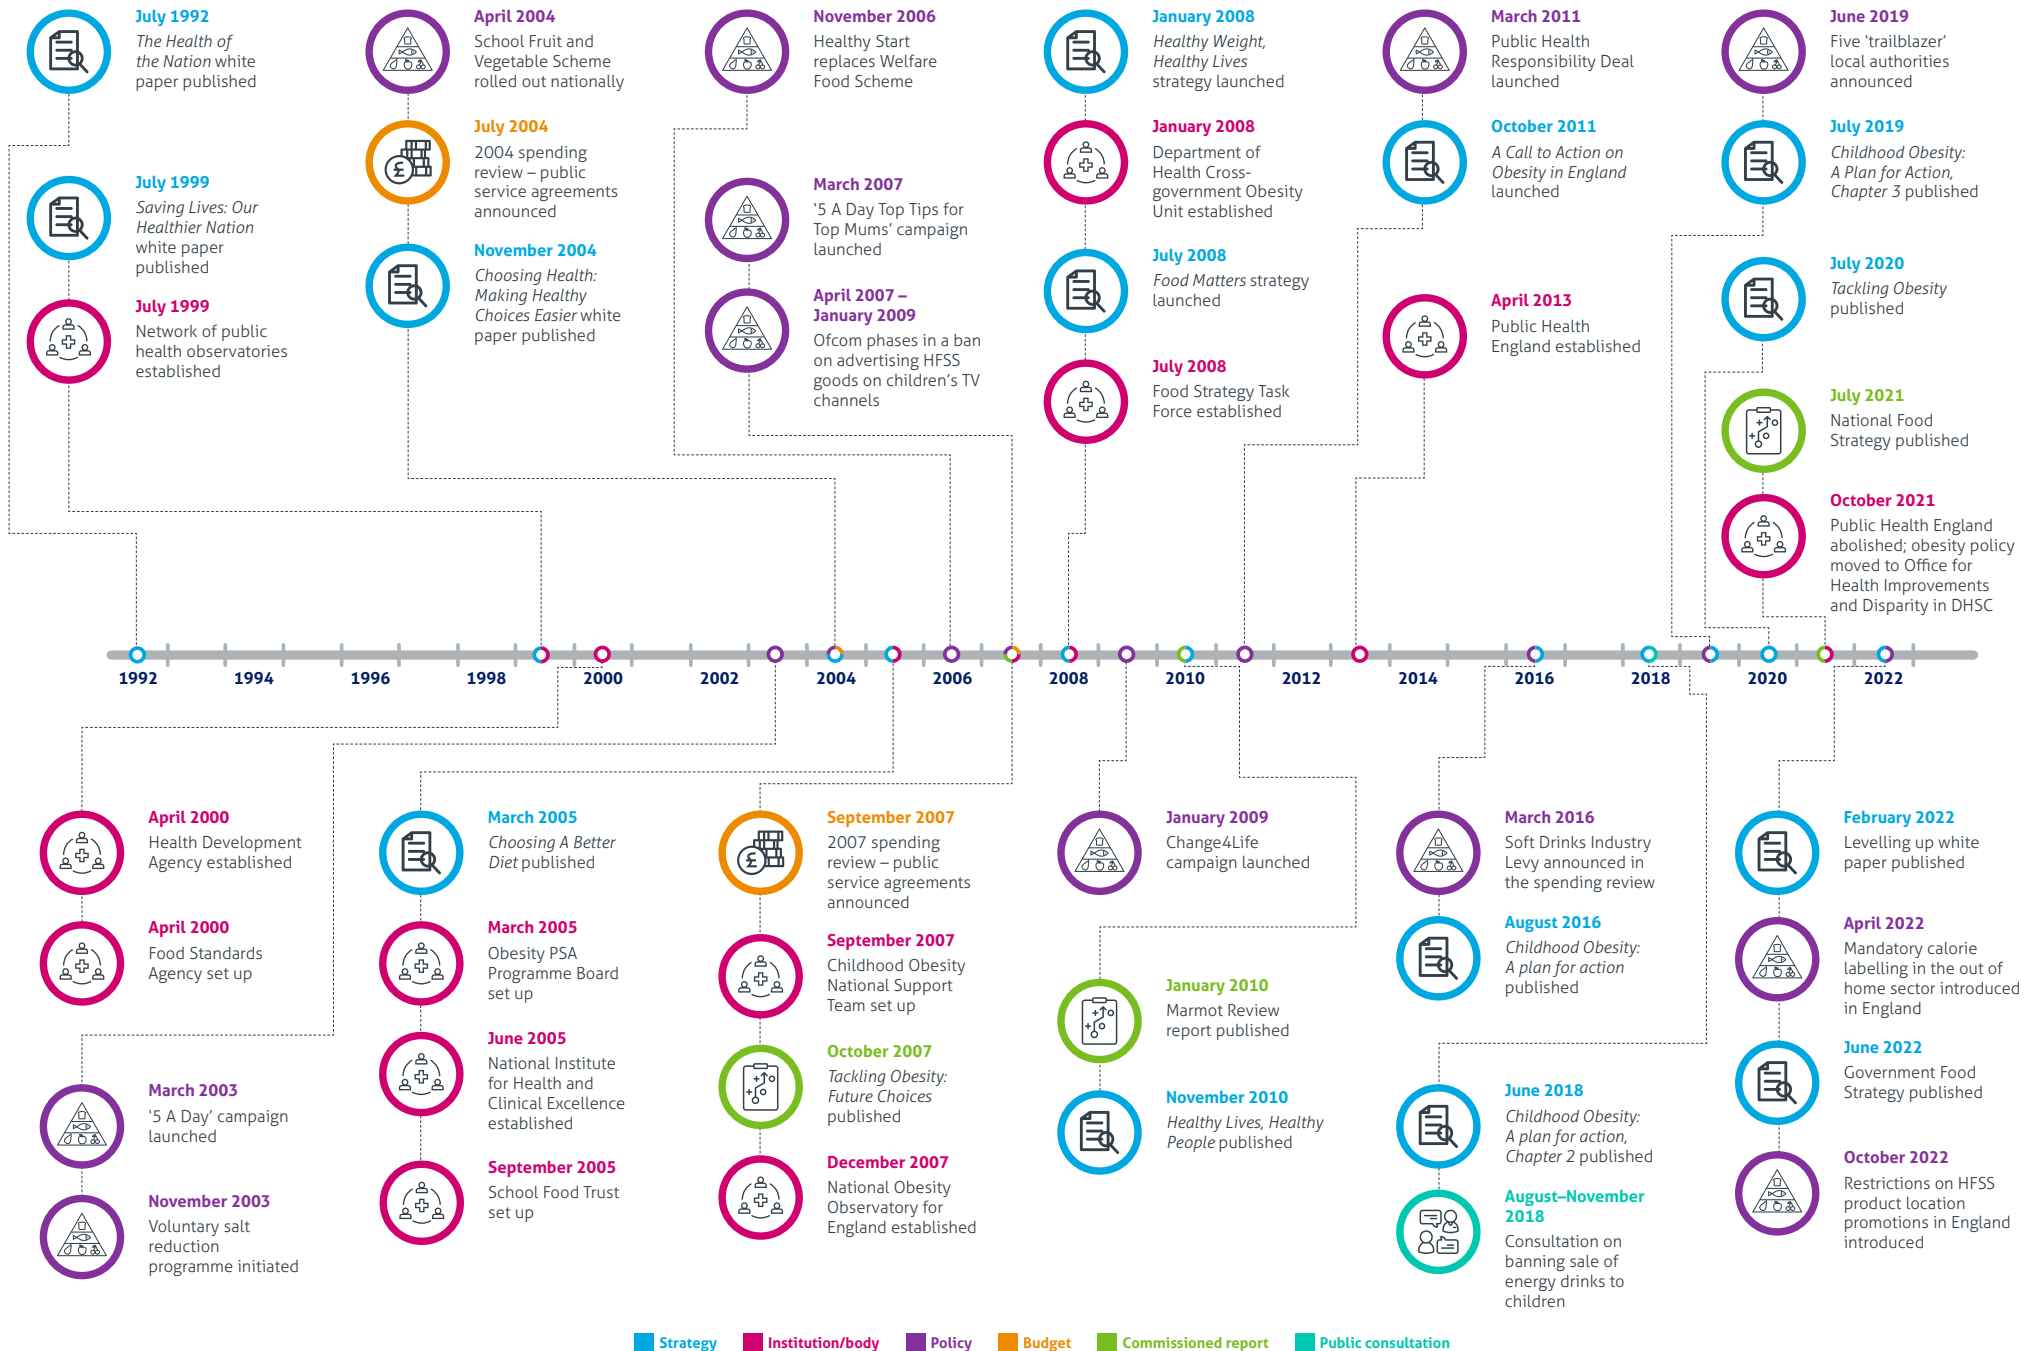 July 1992
The Health of
the Nation white
paper published
July 1999
Saving Lives: Our
Healthier Nation
white paper
published
July 1999
Network of public
health observatories
established
April 2004
School Fruit and
Vegetable Scheme
rolled out nationally
July 2004
2004 spending
review – public
service agreements
announced
November 2004
Choosing Health:
Making Healthy
Choices Easier white
paper published
November 2006
Healthy Start
replaces Welfare
Food Scheme
March 2007
‘5 A Day Top Tips for
Top Mums’ campaign
launched
April 2007 –
January 2009
Ofcom phases in a ban
on advertising HFSS
goods on children’s TV
channels
January 2008
Healthy Weight,
Healthy Lives
strategy launched
January 2008
Department of
Health Cross-
government Obesity
Unit established
July 2008
Food Matters strategy
launched
July 2008
Food Strategy Task
Force established
March 2011
Public Health
Responsibility Deal
launched
October 2011
A Call to Action on
Obesity in England
launched
April 2013
Public Health
England established
June 2019
Five ‘trailblazer’
local authorities
announced
July 2019
Childhood Obesity:
A Plan for Action,
Chapter 3 published
July 2020
Tackling Obesity
published
July 2021
National Food
Strategy published
October 2021
Public Health England
abolished; obesity policy
moved to Office for
Health Improvements
and Disparity in DHSC
1992 1994 1996 1998 2000 2002 2004 2006 2008 2010 2012 2014 2016 2018 2020 2022
April 2000
Health Development
Agency established
April 2000
Food Standards
Agency set up
March 2003
‘5 A Day’ campaign
launched
November 2003
Voluntary salt
reduction
programme initiated
March 2005
Choosing A Better
Diet published
March 2005
Obesity PSA
Programme Board
set up
June 2005
National Institute
for Health and
Clinical Excellence
established
September 2005
School Food Trust
set up
September 2007
2007 spending
review – public
service agreements
announced
September 2007
Childhood Obesity
National Support
Team set up
October 2007
Tackling Obesity:
Future Choices
published
December 2007
National Obesity
Observatory for
England established
January 2009
Change4Life
campaign launched
January 2010
Marmot Review
report published
November 2010
Healthy Lives, Healthy
People published
March 2016
Soft Drinks Industry
Levy announced in
the spending review
August 2016
Childhood Obesity:
A plan for action
published
June 2018
Childhood Obesity:
A plan for action,
Chapter 2 published
August–November
2018
Consultation on
banning sale of
energy drinks to
children
February 2022
Levelling up white
paper published
April 2022
Mandatory calorie
labelling in the out of
home sector introduced
in England
June 2022
Government Food
Strategy published
October 2022
Restrictions on HFSS
product location
promotions in England
introduced
Strategy Institution/body Policy Budget Commissioned report Public consultation